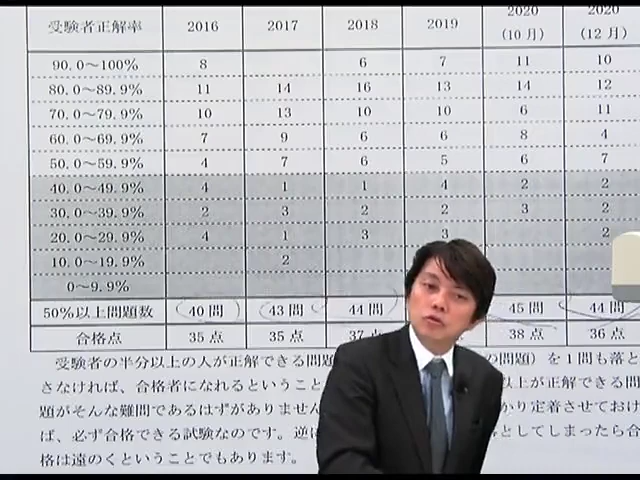 受験者正解率 2016 2017 2018 2019 2020 (10月) 2020 (12月)
90.0～100% 8 6 7 11 10
80.0～89.9% 11 14 16 13 14 12
70.0～79.9% 10 13 10 10 6 11
60.0～69.9% 7 9 6 6 8 4
50.0～59.9% 4 7 6 5 6 7
40.0～49.9% 4 1 1 4 2 2
30.0～39.9% 2 3 2 2 3 2
20.0～29.9% 4 1 3 3 2
10.0～19.9% 2
0～9.9%
50%以上問題数 40問 43問 44問 45問 44問
合格点 35点 35点 37点 38点 36点
受験者の半分以上の人が正解できる問題 の問題）を1問も落と
さなければ、合格者になれるということ 以上が正解できる問
題がそんな難問であるはずがありません かり定着させておけ
ば、必ず合格できる試験なのです。逆に としてしまったら合
格は遠のくということでもあります。